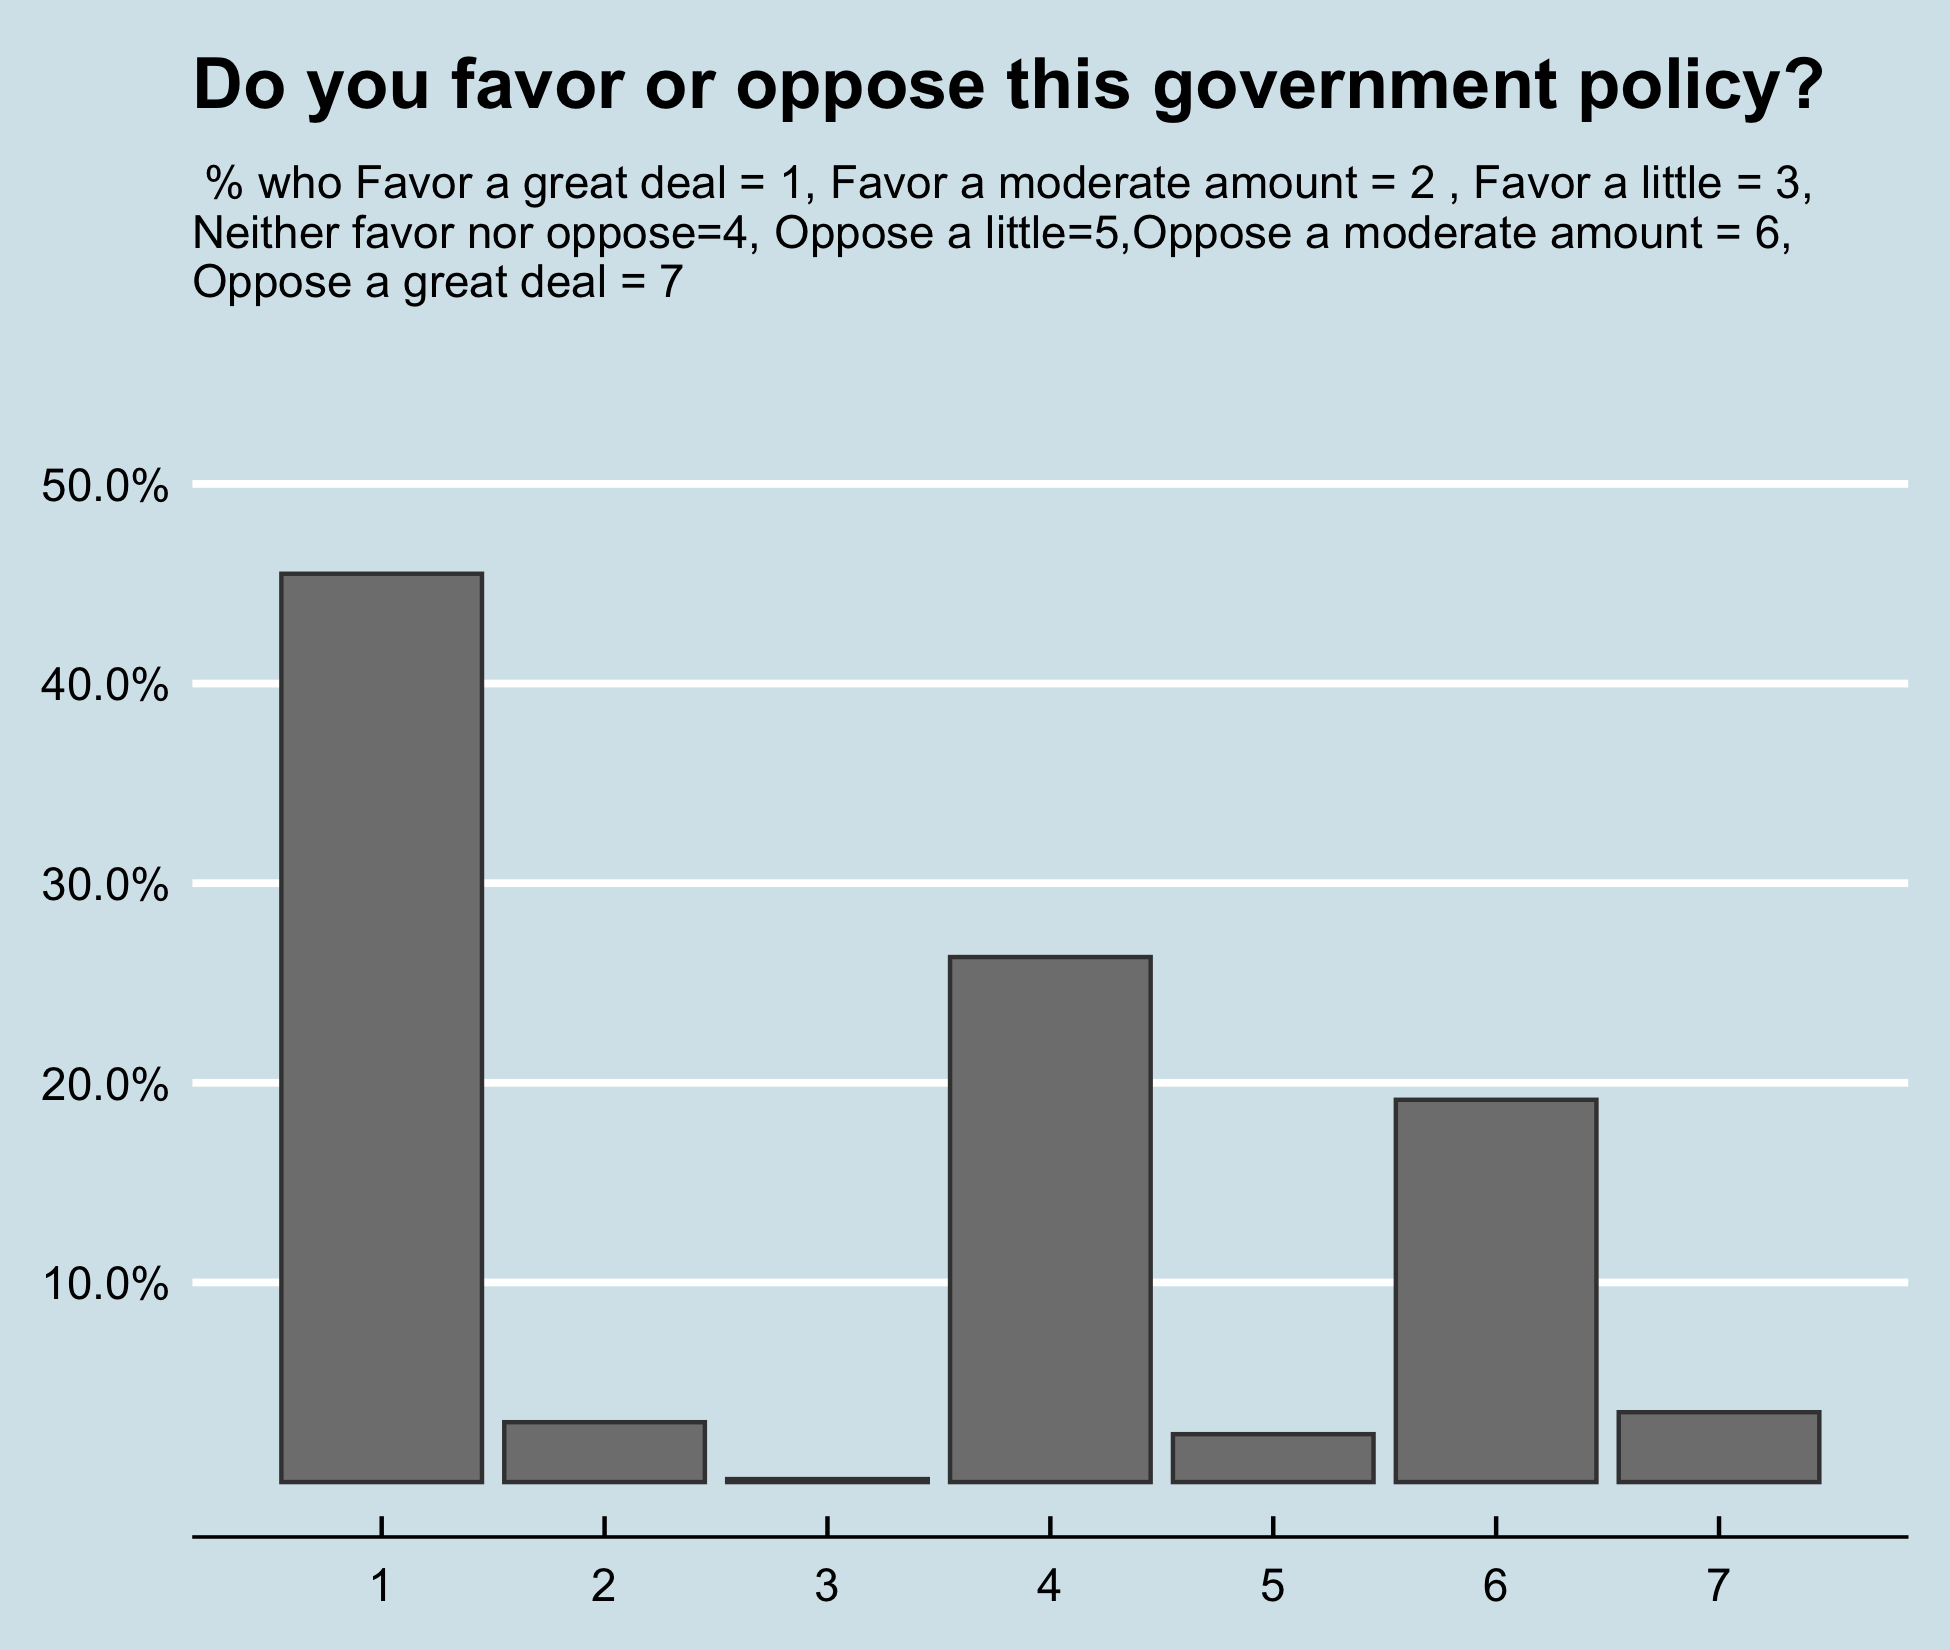 Do you favor or oppose this government policy?
% who Favor a great deal = 1, Favor a moderate amount = 2 , Favor a little = 3,
Neither favor nor oppose=4, Oppose a little=5,Oppose a moderate amount = 6,
Oppose a great deal = 7
50.0%
40.0%
30.0%
20.0%
10.0%
1 2 3 4 5 6 7